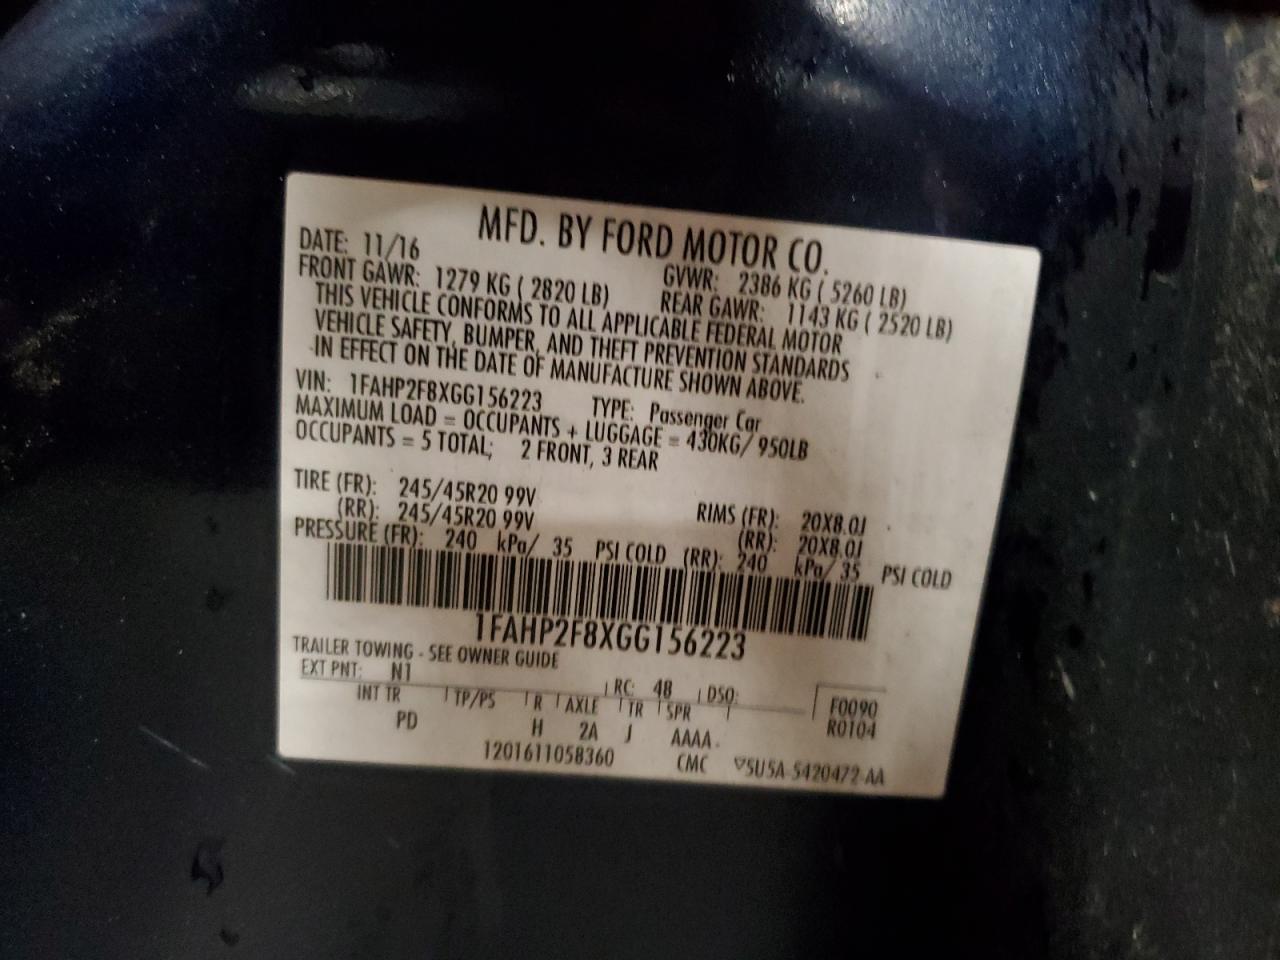 MFD. BY FORD MOTOR CO.
DATE: 11/16 GVWR: 2386 KG ( 5260 LB)
FRONT GAWR: 1279 KG ( 2820 LB) REAR GAWR: 1143 KG ( 2520 LB)
THIS VEHICLE CONFORMS TO ALL APPLICABLE FEDERAL MOTOR
VEHICLE SAFETY, BUMPER, AND THEFT PREVENTION STANDARDS
IN EFFECT ON THE DATE OF MANUFACTURE SHOWN ABOVE.
VIN: 1FAHP2F8XGG156223 TYPE: Passenger Car
MAXIMUM LOAD = OCCUPANTS + LUGGAGE = 430KG/ 950LB
OCCUPANTS = 5 TOTAL; 2 FRONT, 3 REAR
TIRE (FR): 245/45R20 99V RIMS (FR): 20X8.0J
(RR): 245/45R20 99V (RR): 20X8.0J
PRESSURE (FR): 240 kPa/ 35 PSI COLD (RR): 240 kPa/ 35 PSI COLD
1FAHP2F8XGG156223
TRAILER TOWING - SEE OWNER GUIDE
EXT PNT: N1 RC: 48 DSO: F0090
INT TR TP/PS R AXLE TR SPR R0104
PD H 2A J AAAA
1201611058360 CMC ▽5U5A-5420472-AA